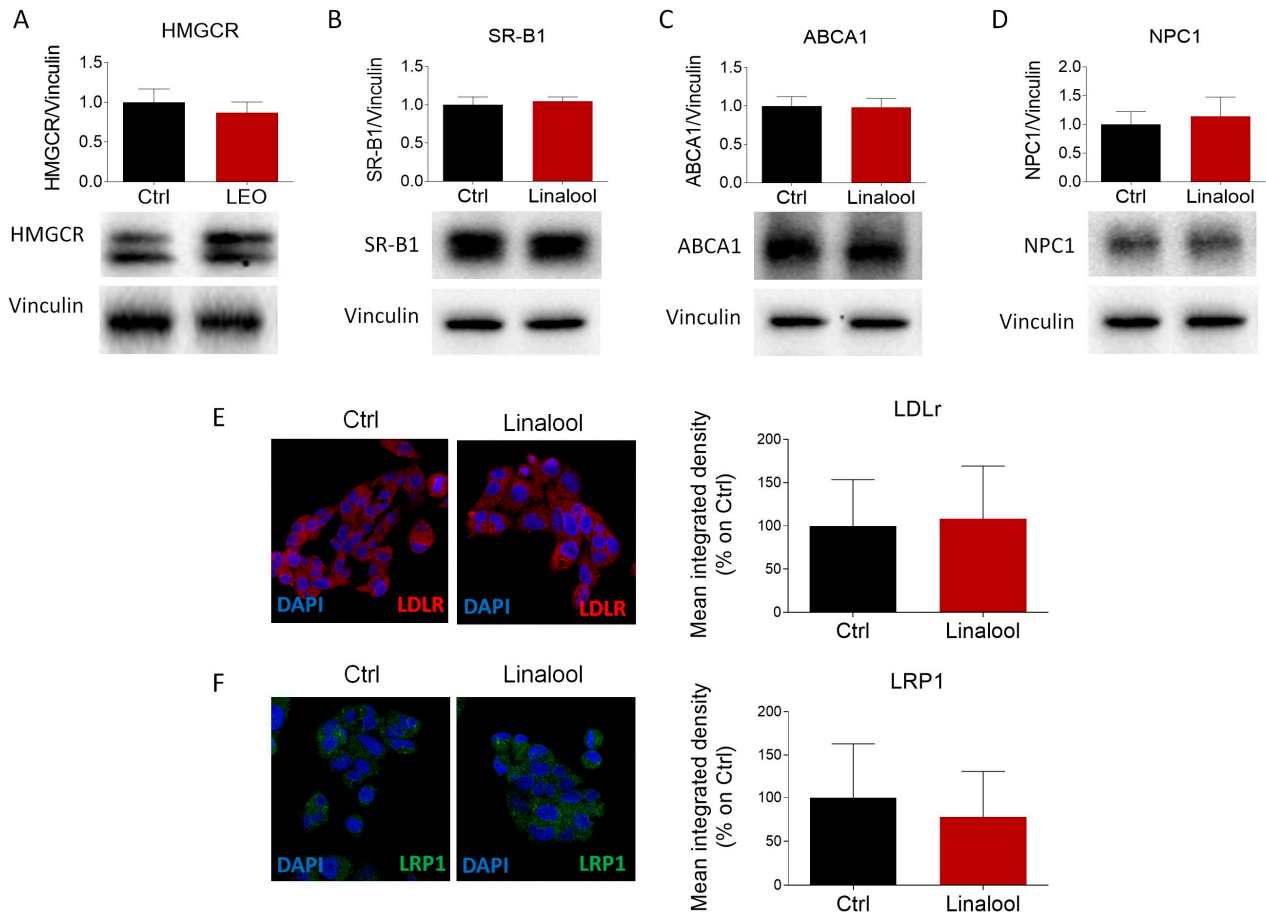 A
HMGCR
HMGCR/Vinculin
1.5
1.0
0.5
0.0
Ctrl
LEO
HMGCR
Vinculin
B
SR-B1
SR-B1/Vinculin
1.5
1.0
0.5
0.0
Ctrl
Linalool
SR-B1
Vinculin
C
ABCA1
ABCA1/Vinculin
1.5
1.0
0.5
0.0
Ctrl
Linalool
ABCA1
Vinculin
D
NPC1
NPC1/Vinculin
2.0
1.5
1.0
0.5
0.0
Ctrl
Linalool
NPC1
Vinculin
E
Ctrl
Linalool
DAPI
LDLR
DAPI
LDLR
LDLr
Mean integrated density
(% on Ctrl)
200
150
100
50
0
Ctrl
Linalool
F
Ctrl
Linalool
DAPI
LRP1
DAPI
LRP1
LRP1
Mean integrated density
(% on Ctrl)
200
150
100
50
0
Ctrl
Linalool